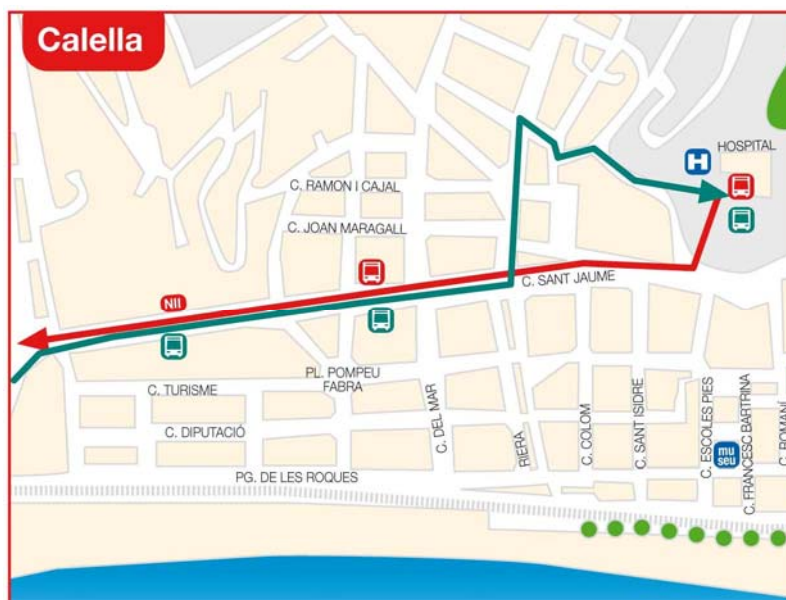 Calella
HOSPITAL
H
C. RAMON I CAJAL
C. JOAN MARAGALL
C. SANT JAUME
NII
PL. POMPEU
FABRA
C. TURISME
C. DIPUTACIÓ
C. DEL MAR
RIERA
C. COLOM
C. SANT ISIDRE
C. ESCOLES PIES
C. FRANCESC BARTRINA
C. ROMANÍ
mu
seu
PG. DE LES ROQUES